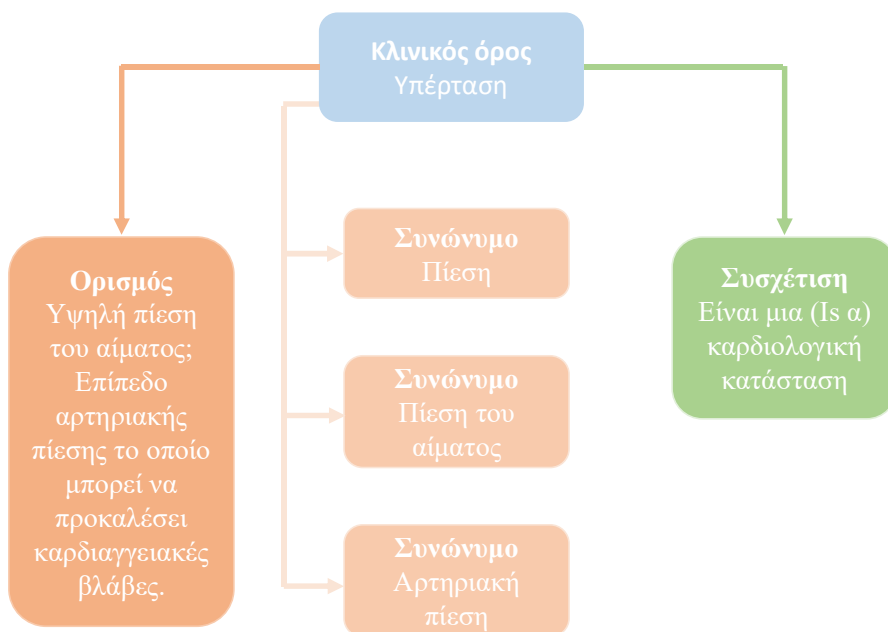 Κλινικός όρος
Υπέρταση
Ορισμός
Υψηλή πίεση
του αίματος;
Επίπεδο
αρτηριακής
πίεσης το οποίο
μπορεί να
προκαλέσει
καρδιαγγειακές
βλάβες.
Συνώνυμο
Πίεση
Συνώνυμο
Πίεση του
αίματος
Συνώνυμο
Αρτηριακή
πίεση
Συσχέτιση
Είναι μια (Is α)
καρδιολογική
κατάσταση